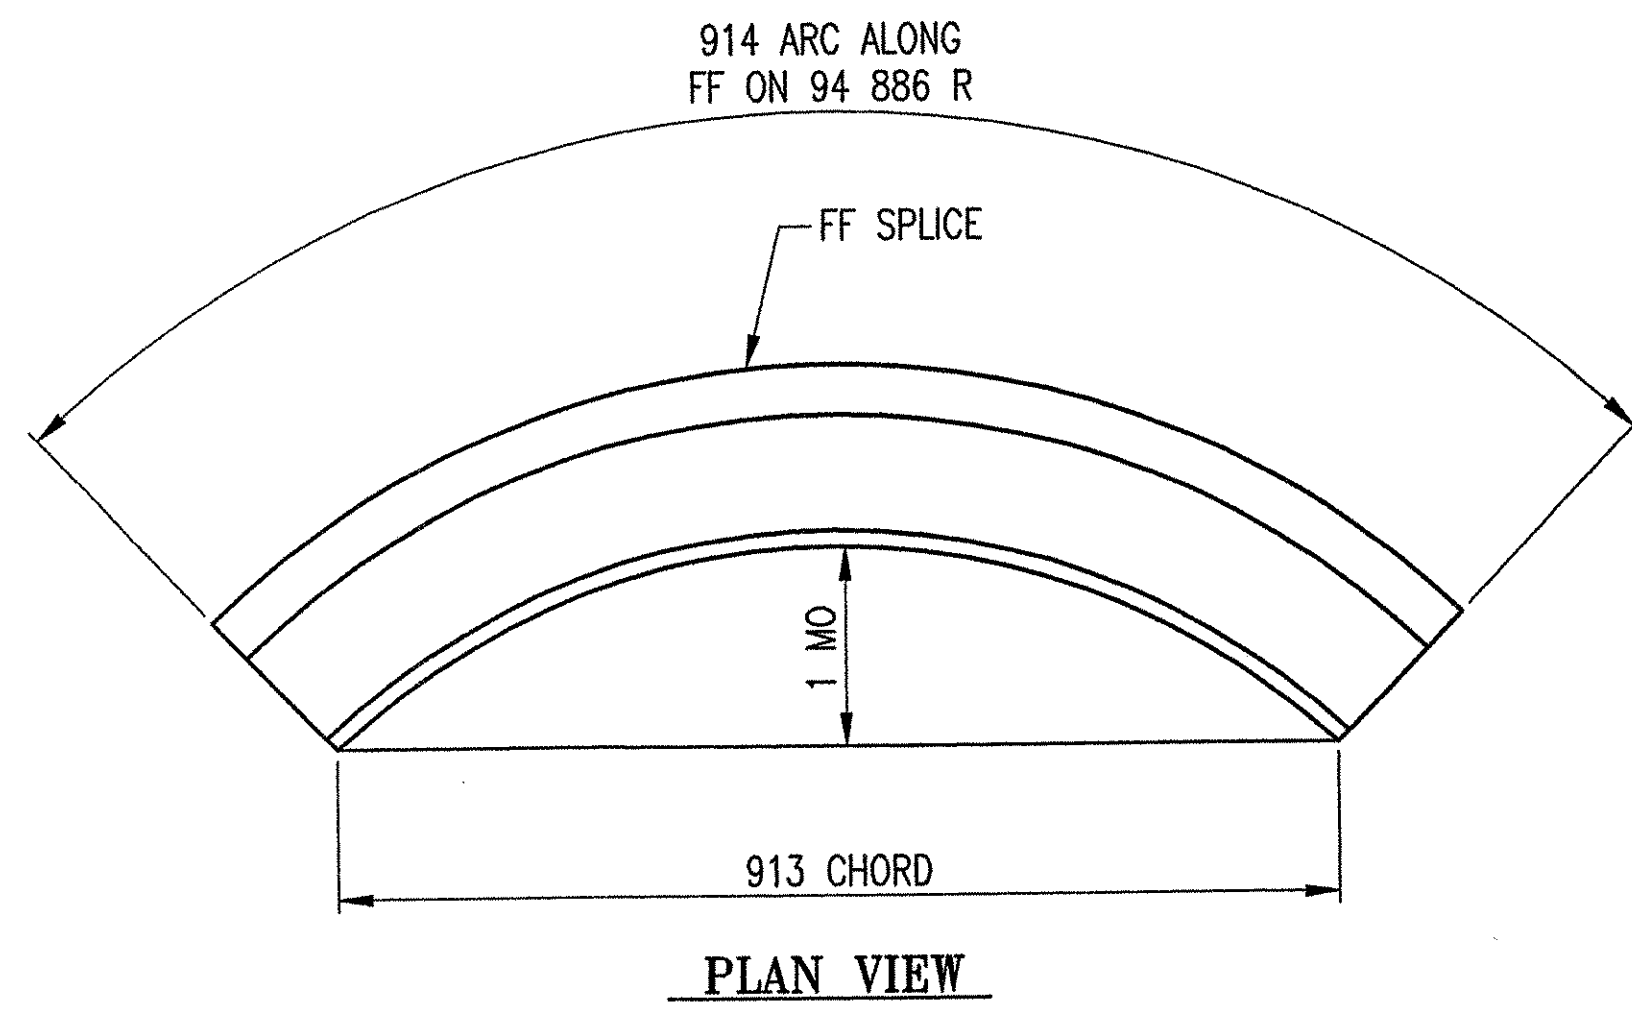 914 ARC ALONG
FF ON 94 886 R
FF SPLICE
1 MO
913 CHORD
PLAN VIEW